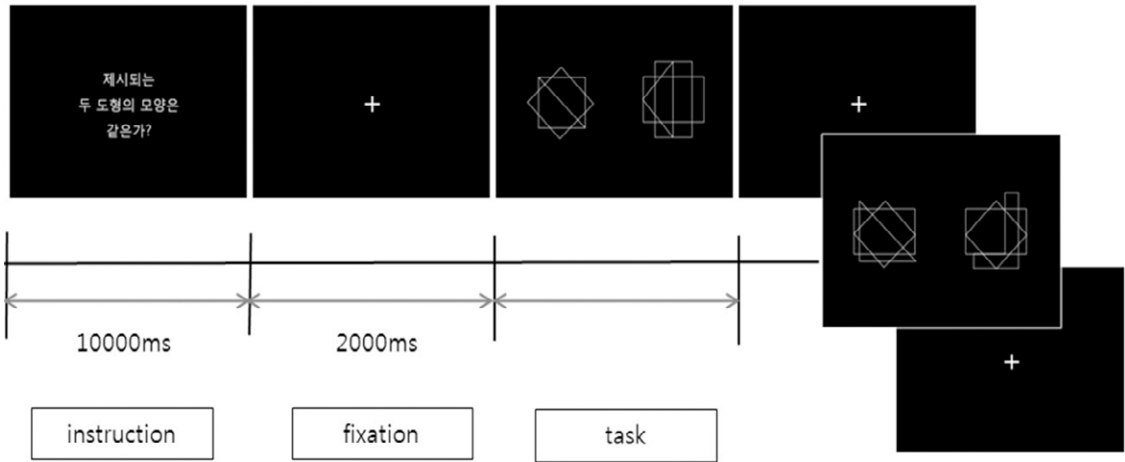 제시되는
두 도형의 모양은
같은가?
+
+
+
10000ms
2000ms
instruction
fixation
task